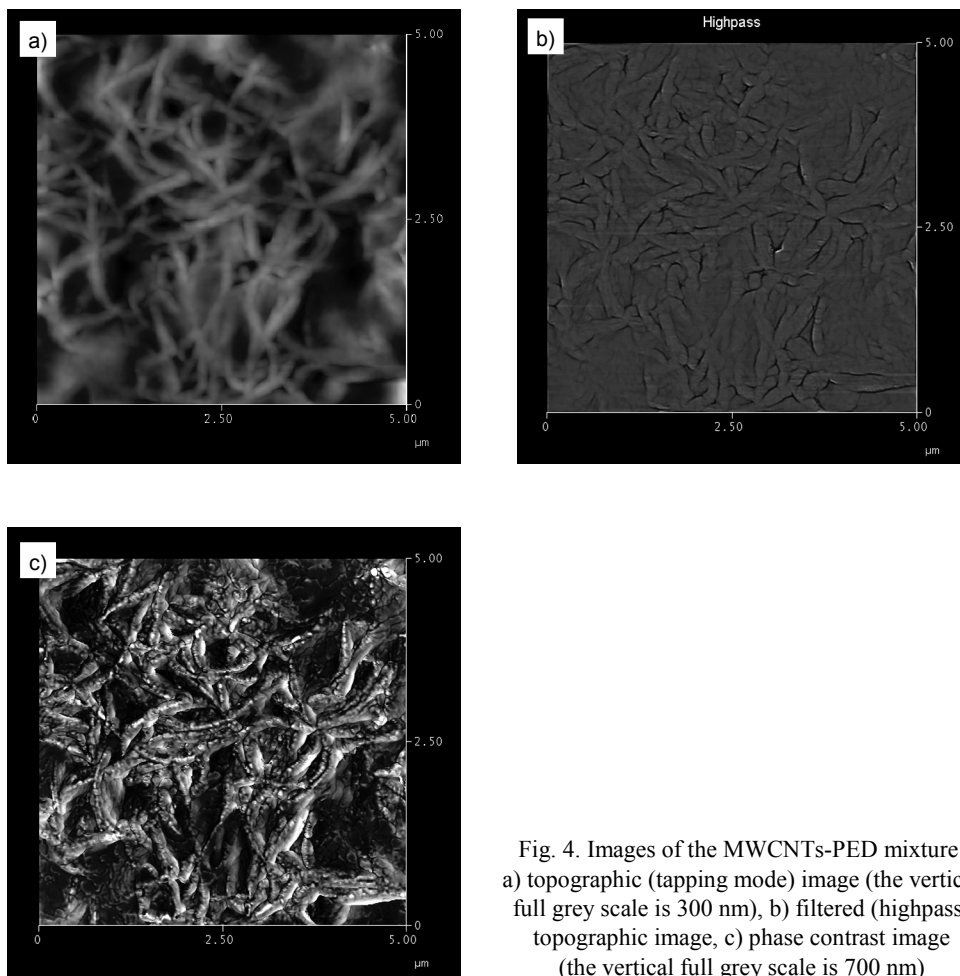 a)
5.00
2.50
0
0
2.50
5.00
µm
Highpass
b)
5.00
2.50
0
0
2.50
5.00
µm
c)
5.00
2.50
0
0
2.50
5.00
µm
Fig. 4. Images of the MWCNTs-PED mixture
a) topographic (tapping mode) image (the
full grey scale is 300 nm), b) filtered (highpass
topographic image, c) phase contrast image
(the vertical full grey scale is 700 nm)